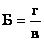 Б = г/в